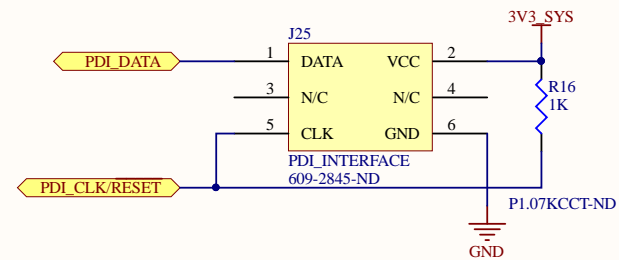 3V3_SYS
J25
PDI_DATA
1 DATA VCC 2
R16
3 N/C N/C 4
1K
5 CLK GND 6
PDI_INTERFACE
609-2845-ND
PDI_CLK/RESET
P1.07KCCT-ND
GND